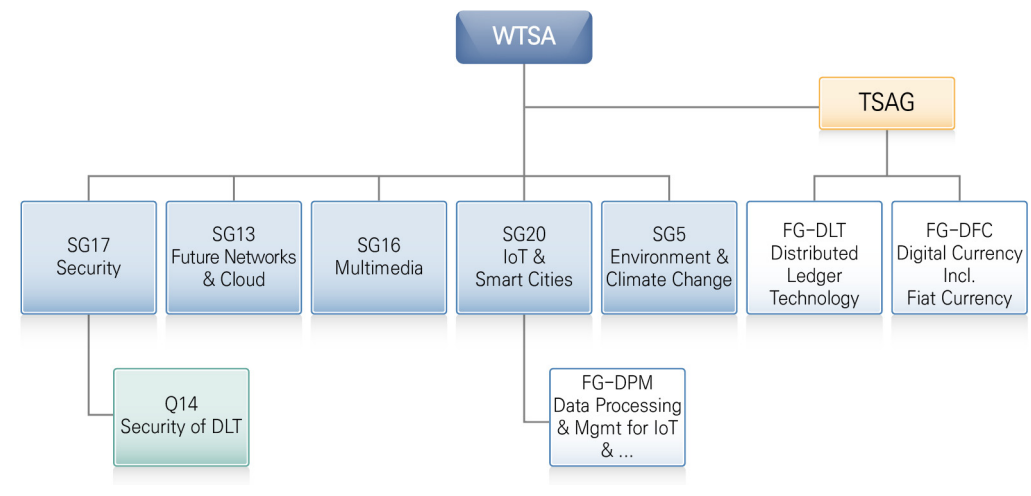 WTSA
TSAG
SG17
Security
SG13
Future Networks
& Cloud
SG16
Multimedia
SG20
IoT &
Smart Cities
SG5
Environment &
Climate Change
FG-DLT
Distributed
Ledger
Technology
FG-DFC
Digital Currency
Incl.
Fiat Currency
Q14
Security of DLT
FG-DPM
Data Processing
& Mgmt for IoT
& ...